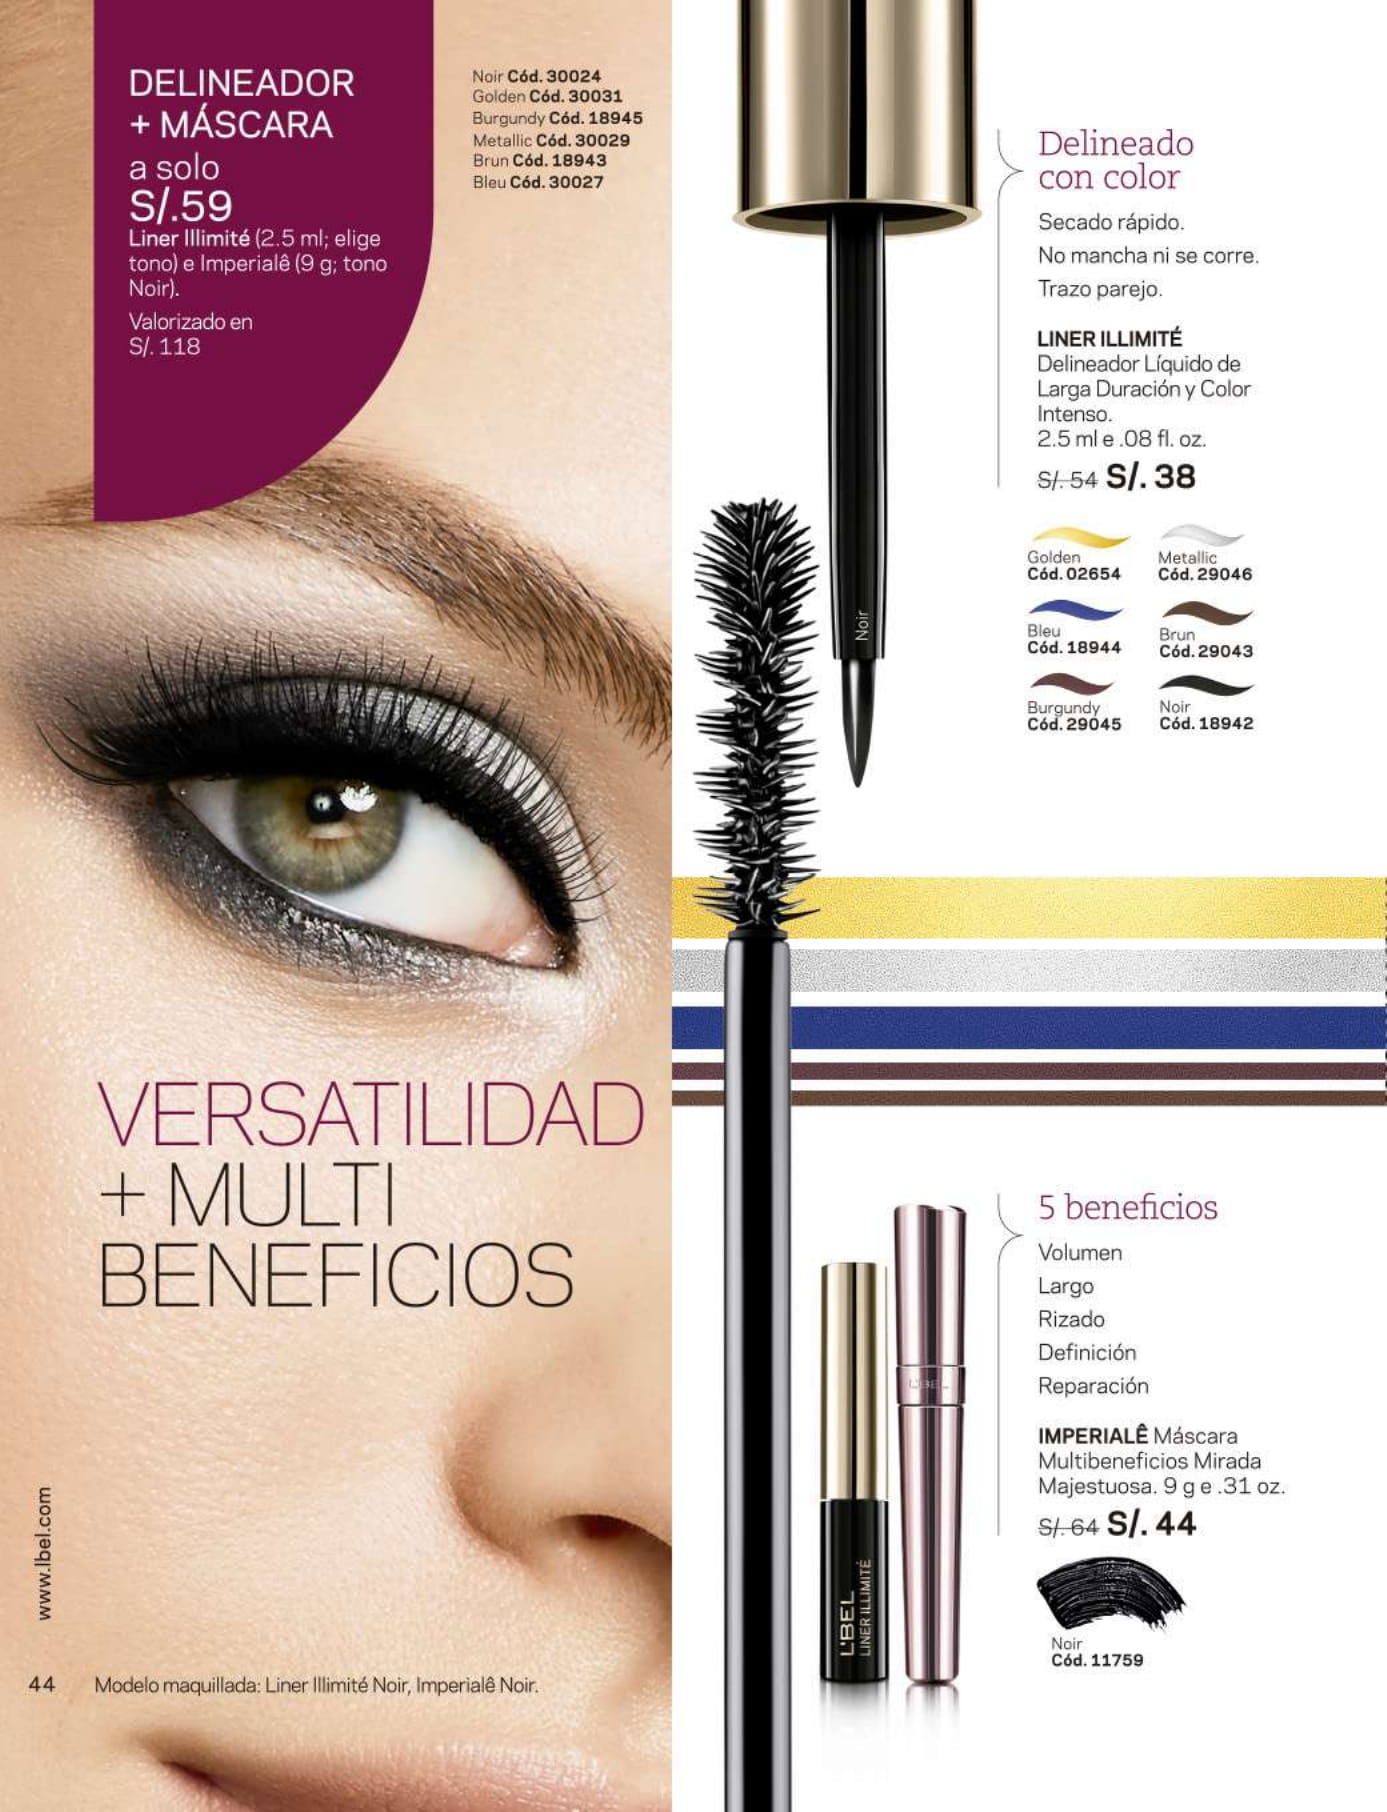 DELINEADOR
+ MÁSCARA
a solo
S/.59
Liner Illimité (2.5 ml; elige
tono) e Imperialê (9 g; tono
Noir).
Valorizado en
S/. 118
Noir Cód. 30024
Golden Cód. 30031
Burgundy Cód. 18945
Metallic Cód. 30029
Brun Cód. 18943
Bleu Cód. 30027
Delineado
con color
Secado rápido.
No mancha ni se corre.
Trazo parejo.
LINER ILLIMITÉ
Delineador Líquido de
Larga Duración y Color
Intenso.
2.5 ml e .08 fl. oz.
S/. 54 S/. 38
Golden
Cód. 02654
Metallic
Cód. 29046
Bleu
Cód. 18944
Brun
Cód. 29043
Burgundy
Cód. 29045
Noir
Cód. 18942
Noir
VERSATILIDAD
+ MULTI
BENEFICIOS
5 beneficios
Volumen
Largo
Rizado
Definición
Reparación
IMPERIALÊ Máscara
Multibeneficios Mirada
Majestuosa. 9 g e .31 oz.
S/. 64 S/. 44
Noir
Cód. 11759
L'BEL
L'BEL
LINER ILLIMITÉ
www.lbel.com
44
Modelo maquillada: Liner Illimité Noir, Imperialê Noir.